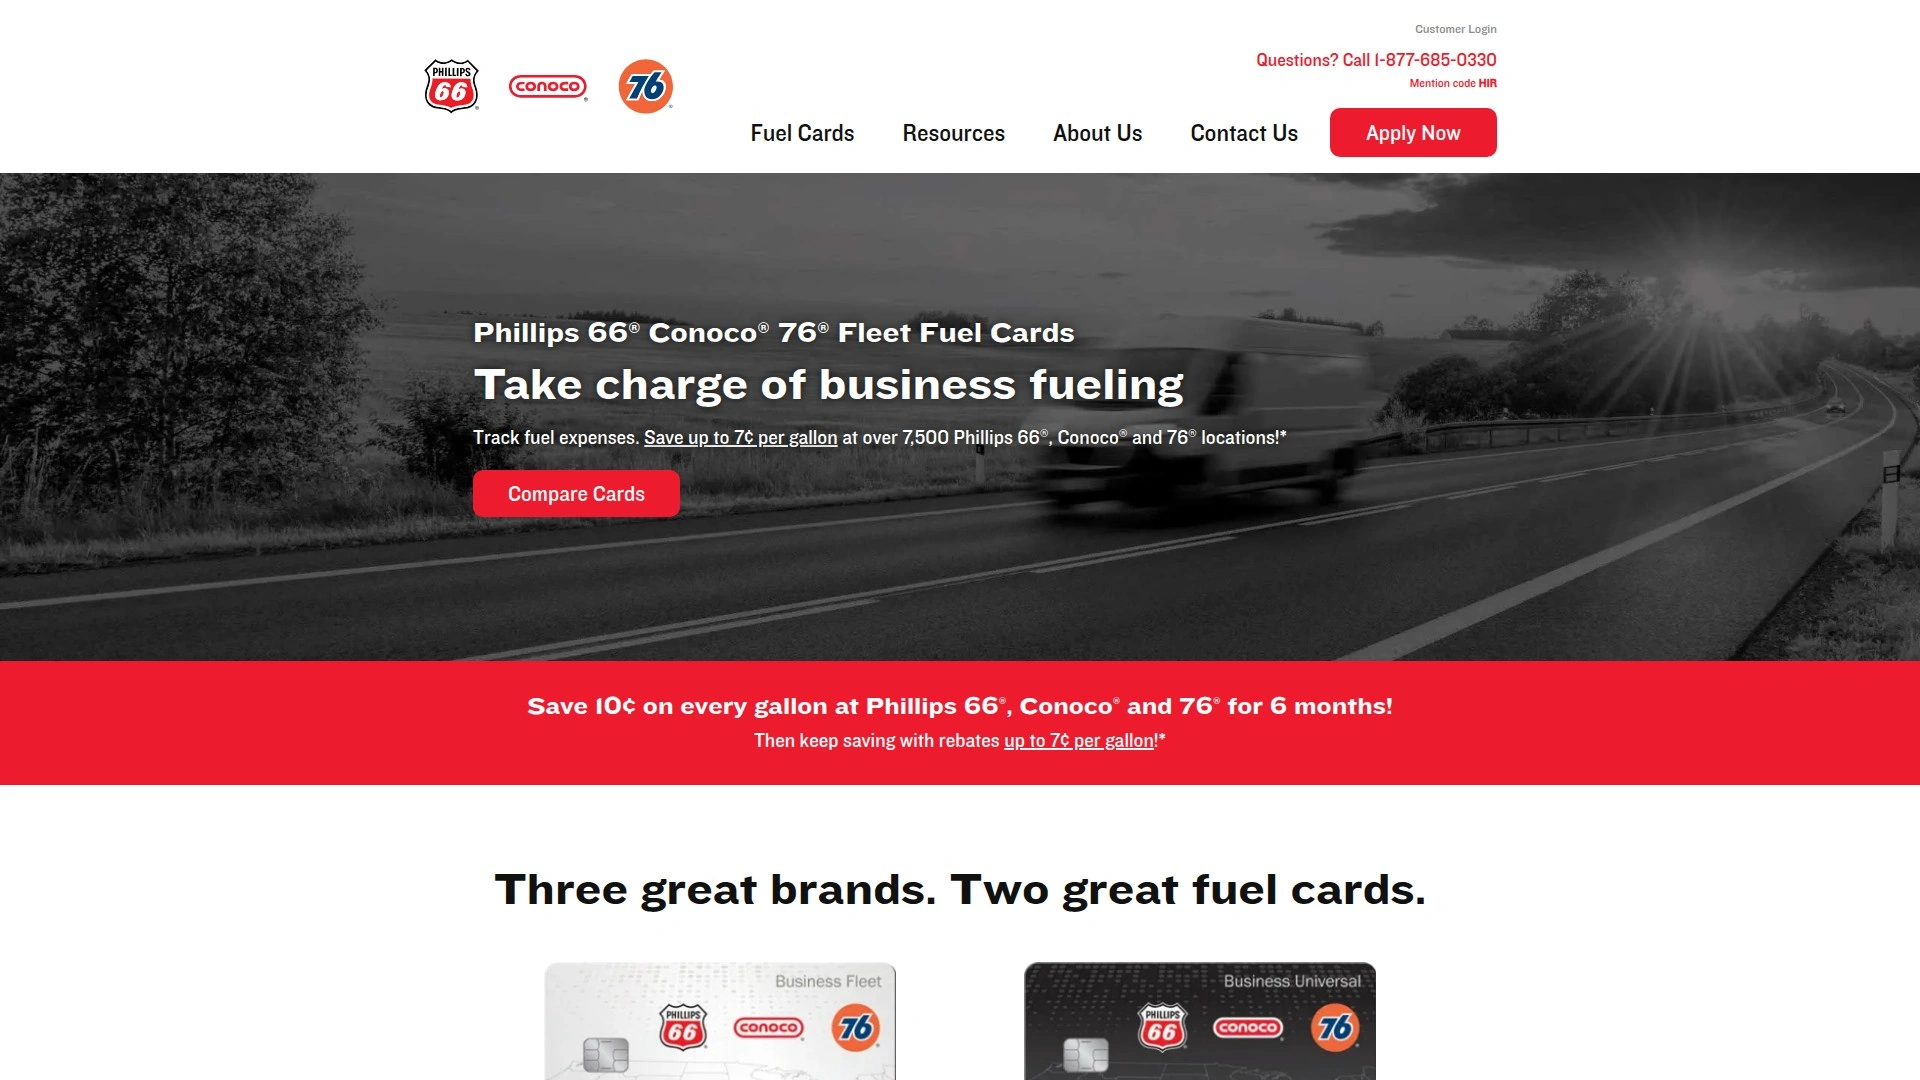 Customer Login
Questions? Call 1-877-685-0330
Mention code HIR
PHILLIPS 66® conoco® 76®
Fuel Cards Resources About Us Contact Us Apply Now
Phillips 66® Conoco® 76® Fleet Fuel Cards
Take charge of business fueling
Track fuel expenses. Save up to 7¢ per gallon at over 7,500 Phillips 66®, Conoco® and 76® locations!*
Compare Cards
Save 10¢ on every gallon at Phillips 66®, Conoco® and 76® for 6 months!
Then keep saving with rebates up to 7¢ per gallon!*
Three great brands. Two great fuel cards.
Business Fleet
PHILLIPS 66® conoco® 76®
Business Universal
PHILLIPS 66® conoco® 76®